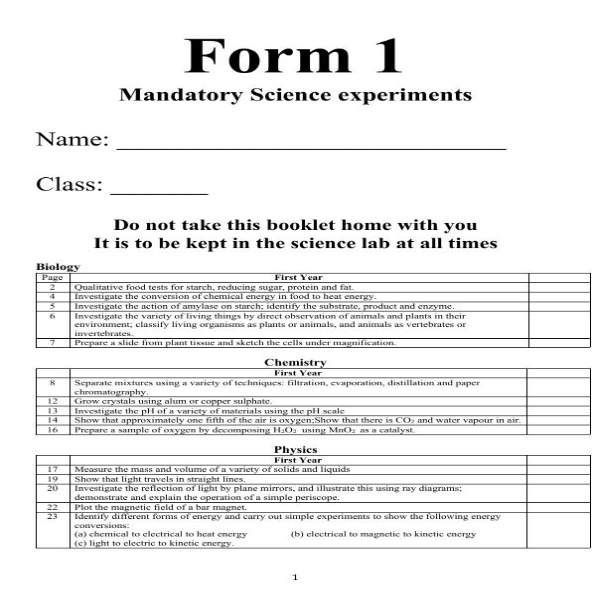 Form 1
Mandatory Science experiments
Name: ___________________________________
Class: _________
Do not take this booklet home with you
It is to be kept in the science lab at all times
Biology
Page First Year
2 Qualitative food tests for starch, reducing sugar, protein and fat.
4 Investigate the conversion of chemical energy in food to heat energy.
5 Investigate the action of amylase on starch; identify the substrate, product and enzyme.
6 Investigate the variety of living things by direct observation of animals and plants in their
environment; classify living organisms as plants or animals, and animals as vertebrates or
invertebrates.
7 Prepare a slide from plant tissue and sketch the cells under magnification.
Chemistry
First Year
8 Separate mixtures using a variety of techniques: filtration, evaporation, distillation and paper
chromatography.
12 Grow crystals using alum or copper sulphate.
13 Investigate the pH of a variety of materials using the pH scale
14 Show that approximately one fifth of the air is oxygen;Show that there is CO₂ and water vapour in air.
16 Prepare a sample of oxygen by decomposing H₂O₂ using MnO₂ as a catalyst.
Physics
First Year
17 Measure the mass and volume of a variety of solids and liquids
19 Show that light travels in straight lines.
20 Investigate the reflection of light by plane mirrors, and illustrate this using ray diagrams;
demonstrate and explain the operation of a simple periscope.
22 Plot the magnetic field of a bar magnet.
23 Identify different forms of energy and carry out simple experiments to show the following energy
conversions:
(a) chemical to electrical to heat energy (b) electrical to magnetic to kinetic energy
(c) light to electric to kinetic energy.
1